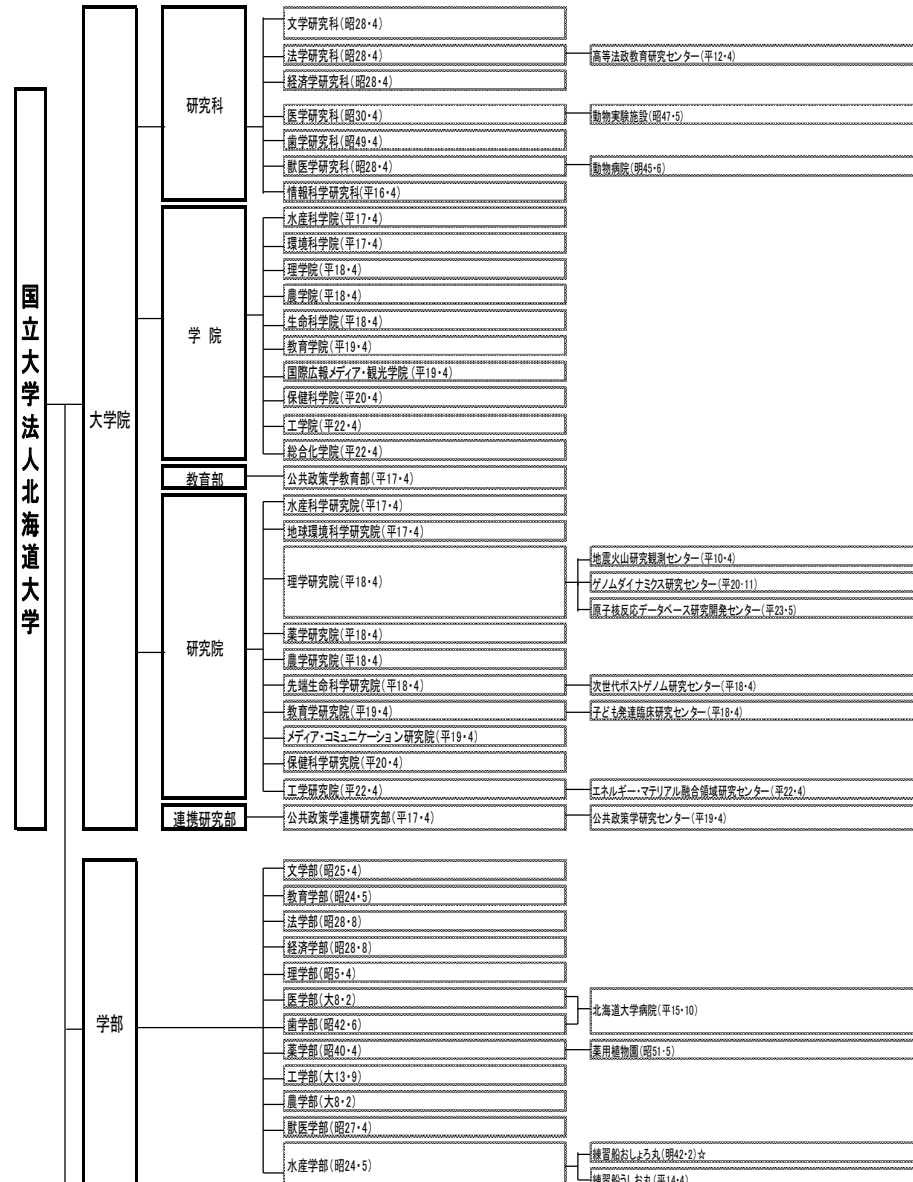 国立大学法人北海道大学
大学院
研究科
文学研究科(昭28・4)
法学研究科(昭28・4)
高等法政教育研究センター(平12・4)
経済学研究科(昭28・4)
医学研究科(昭30・4)
動物実験施設(昭47・5)
歯学研究科(昭49・4)
獣医学研究科(昭28・4)
動物病院(明45・6)
情報科学研究科(平16・4)
学 院
水産科学院(平17・4)
環境科学院(平17・4)
理学院(平18・4)
農学院(平18・4)
生命科学院(平18・4)
教育学院(平19・4)
国際広報メディア・観光学院(平19・4)
保健科学院(平20・4)
工学院(平22・4)
総合化学院(平22・4)
教育部
公共政策学教育部(平17・4)
研究院
水産科学研究院(平17・4)
地球環境科学研究院(平17・4)
理学研究院(平18・4)
地震火山研究観測センター(平10・4)
ゲノムダイナミクス研究センター(平20・11)
原子核反応データベース研究開発センター(平23・5)
薬学研究院(平18・4)
農学研究院(平18・4)
先端生命科学研究院(平18・4)
次世代ポストゲノム研究センター(平18・4)
教育学研究院(平19・4)
子ども発達臨床研究センター(平18・4)
メディア・コミュニケーション研究院(平19・4)
保健科学研究院(平20・4)
工学研究院(平22・4)
エネルギー・マテリアル融合領域研究センター(平22・4)
連携研究部
公共政策学連携研究部(平17・4)
公共政策学研究センター(平19・4)
学部
文学部(昭25・4)
教育学部(昭24・5)
法学部(昭28・8)
経済学部(昭28・8)
理学部(昭5・4)
医学部(大8・2)
歯学部(昭42・6)
北海道大学病院(平15・10)
薬学部(昭40・4)
薬用植物園(昭51・5)
工学部(大13・9)
農学部(大8・2)
獣医学部(昭27・4)
水産学部(昭24・5)
練習船おしょろ丸(明42・2)☆
練習船うしお丸(平14・4)